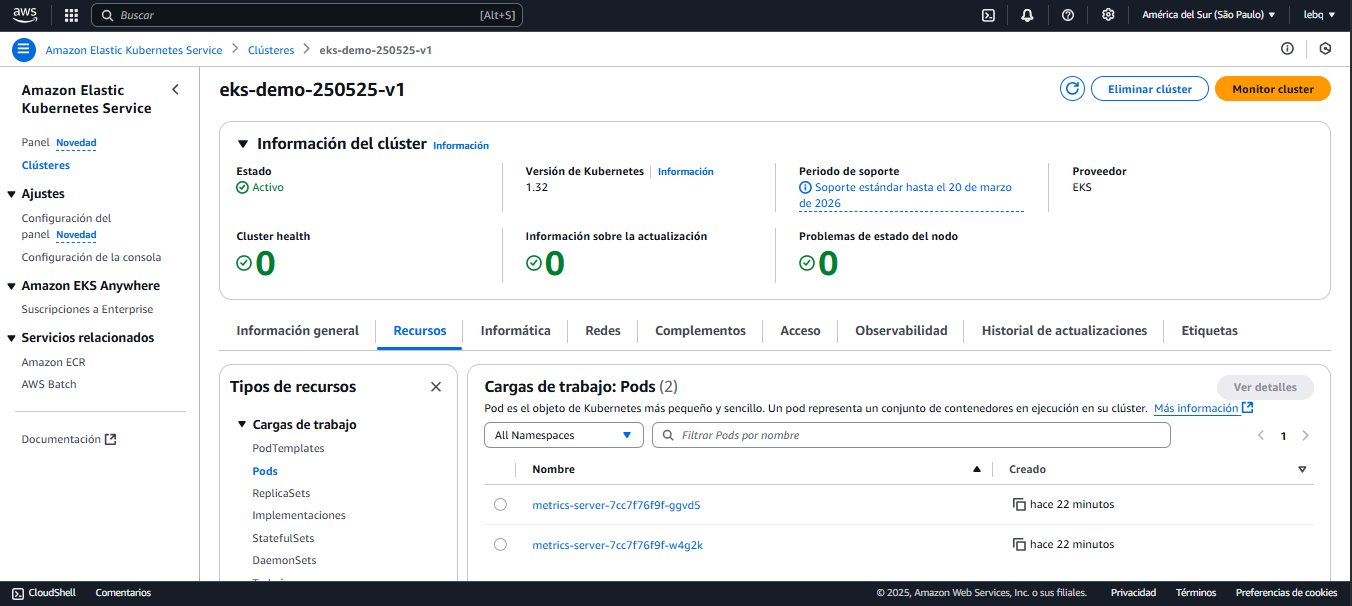 aws
Buscar
[Alt+S]
América del Sur (São Paulo)
lebq
Amazon Elastic Kubernetes Service
Clústeres
eks-demo-250525-v1
Amazon Elastic
Kubernetes Service
Panel Novedad
Clústeres
Ajustes
Configuración del
panel Novedad
Configuración de la consola
Amazon EKS Anywhere
Suscripciones a Enterprise
Servicios relacionados
Amazon ECR
AWS Batch
Documentación
eks-demo-250525-v1
Eliminar clúster
Monitor cluster
Información del clúster Información
Estado
Activo
Versión de Kubernetes Información
1.32
Periodo de soporte
Soporte estándar hasta el 20 de marzo
de 2026
Proveedor
EKS
Cluster health
0
Información sobre la actualización
0
Problemas de estado del nodo
0
Información general
Recursos
Informática
Redes
Complementos
Acceso
Observabilidad
Historial de actualizaciones
Etiquetas
Tipos de recursos
Cargas de trabajo
PodTemplates
Pods
ReplicaSets
Implementaciones
StatefulSets
DaemonSets
Cargas de trabajo: Pods (2)
Ver detalles
Pod es el objeto de Kubernetes más pequeño y sencillo. Un pod representa un conjunto de contenedores en ejecución en su clúster. Más información
All Namespaces
Filtrar Pods por nombre
1
Nombre
Creado
metrics-server-7cc7f76f9f-ggvd5
hace 22 minutos
metrics-server-7cc7f76f9f-w4g2k
hace 22 minutos
CloudShell
Comentarios
© 2025, Amazon Web Services, Inc. o sus filiales.
Privacidad
Términos
Preferencias de cookies